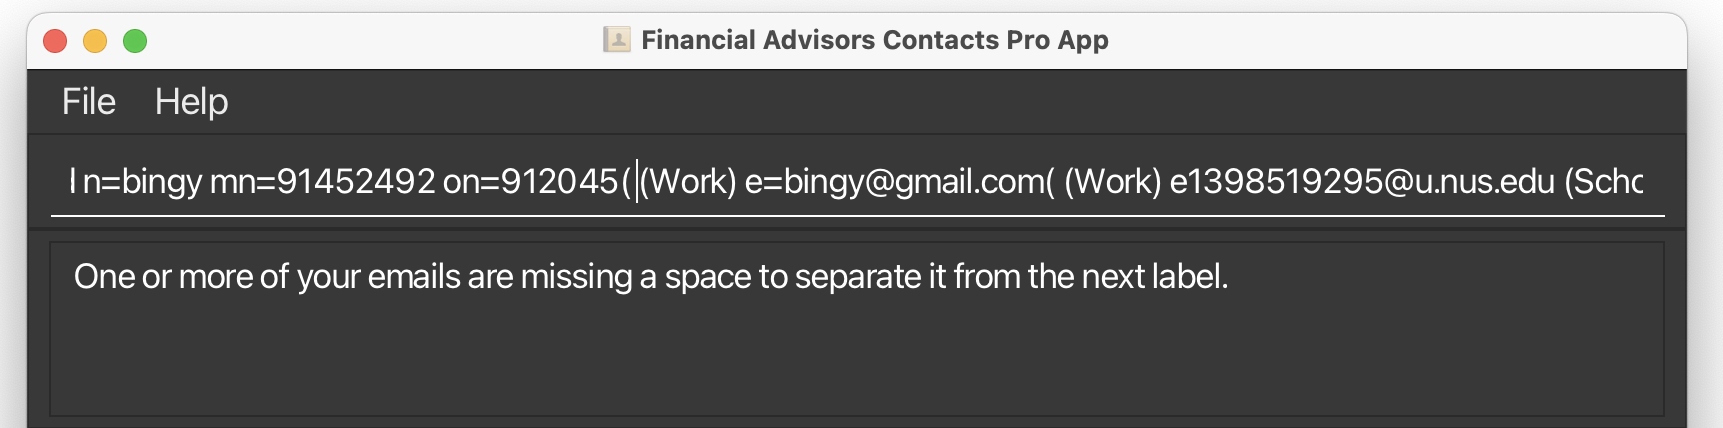 Financial Advisors Contacts Pro App
File Help
n=bingy mn=91452492 on=912045( (Work) e=bingy@gmail.com( (Work) e1398519295@u.nus.edu (Scho
One or more of your emails are missing a space to separate it from the next label.